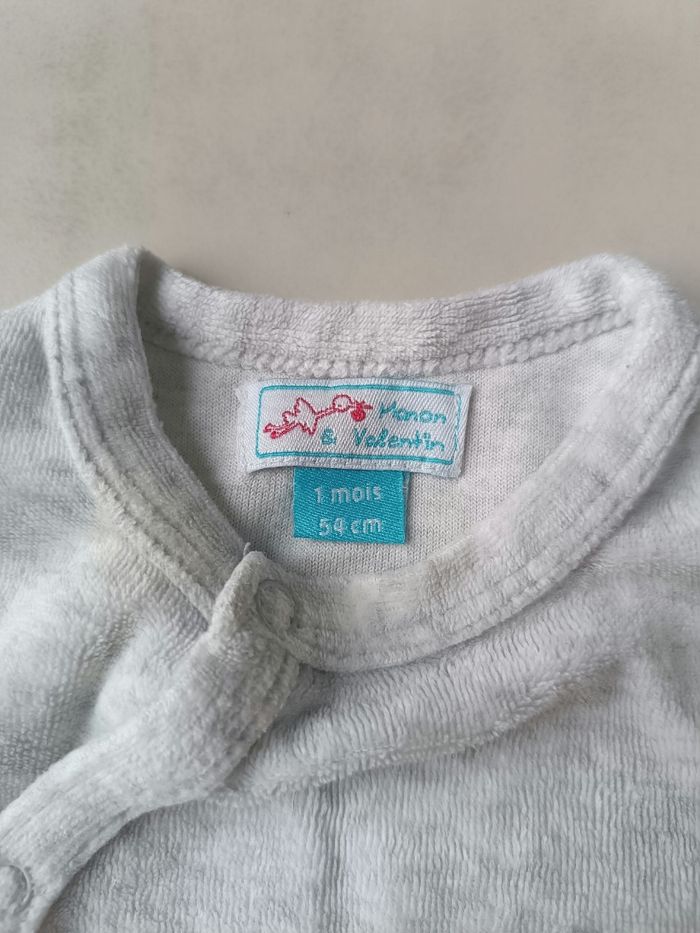 Manon
& Valentin
1 mois
54 cm